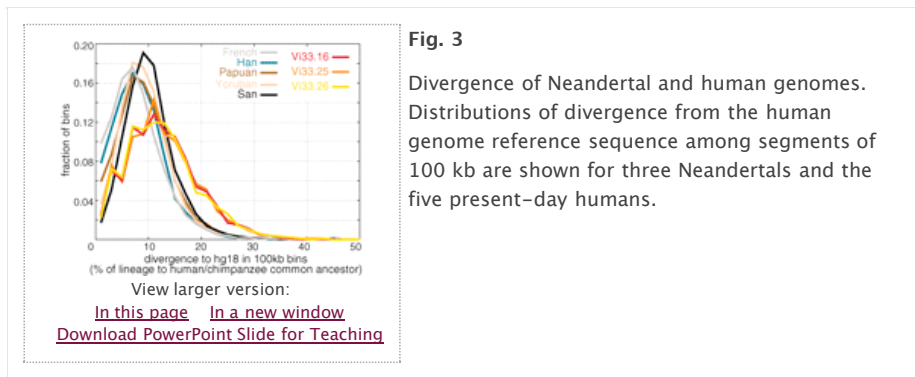 0.20
0.16
0.12
0.08
0.04
fraction of bins
French
Han
Papuan
Yoruban
San
Vi33.16
Vi33.25
Vi33.26
0 10 20 30 40 50
divergence to hg18 in 100kb bins
(% of lineage to human/chimpanzee common ancestor)
View larger version:
In this page In a new window
Download PowerPoint Slide for Teaching
Fig. 3
Divergence of Neandertal and human genomes.
Distributions of divergence from the human
genome reference sequence among segments of
100 kb are shown for three Neandertals and the
five present-day humans.